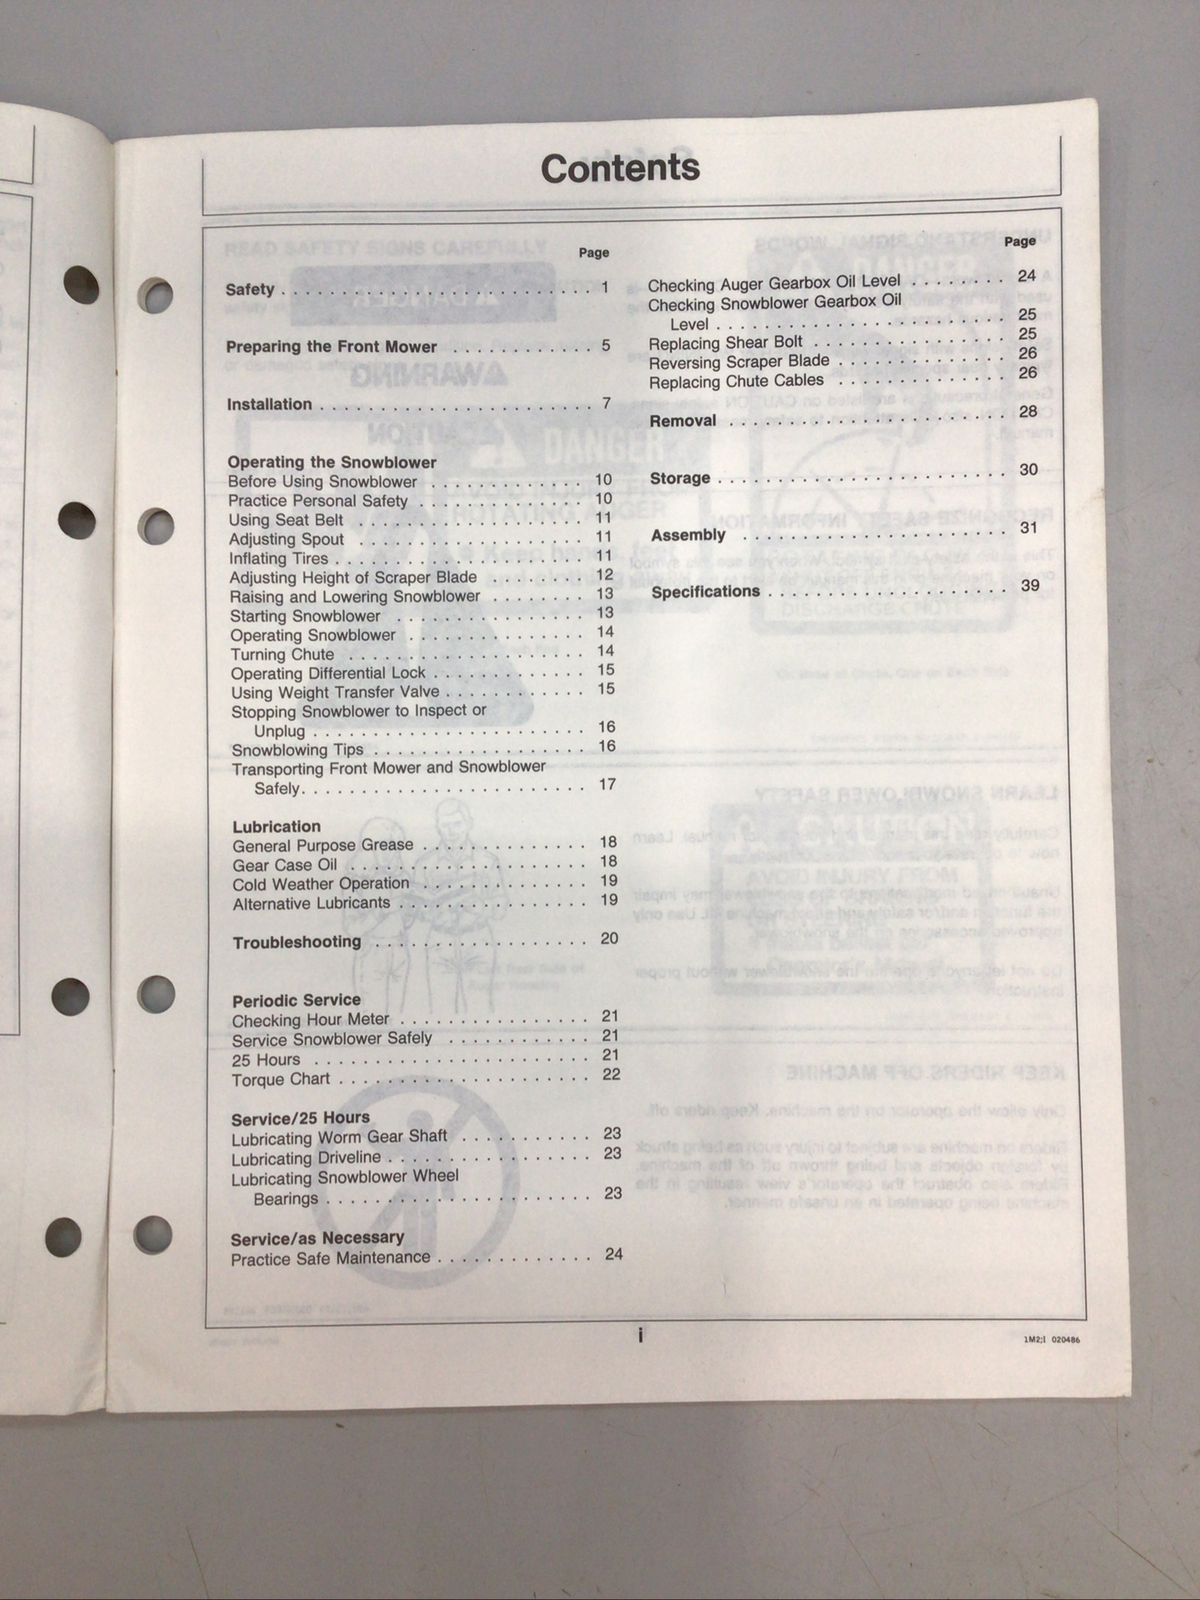 Contents
Page
Safety . . . . . . . . . . . . . . . . . . . . . . . . . . 1
Preparing the Front Mower . . . . . . . . . . . 5
Installation . . . . . . . . . . . . . . . . . . . . . . 7
Operating the Snowblower
Before Using Snowblower . . . . . . . . . . . . 10
Practice Personal Safety . . . . . . . . . . . . . 10
Using Seat Belt . . . . . . . . . . . . . . . . . . 11
Adjusting Spout . . . . . . . . . . . . . . . . . . 11
Inflating Tires . . . . . . . . . . . . . . . . . . . 11
Adjusting Height of Scraper Blade . . . . . . . . 12
Raising and Lowering Snowblower . . . . . . . . 13
Starting Snowblower . . . . . . . . . . . . . . . 13
Operating Snowblower . . . . . . . . . . . . . . 14
Turning Chute . . . . . . . . . . . . . . . . . . 14
Operating Differential Lock . . . . . . . . . . . . 15
Using Weight Transfer Valve . . . . . . . . . . . 15
Stopping Snowblower to Inspect or
Unplug . . . . . . . . . . . . . . . . . . . . . 16
Snowblowing Tips . . . . . . . . . . . . . . . . 16
Transporting Front Mower and Snowblower
Safely. . . . . . . . . . . . . . . . . . . . . . 17
Lubrication
General Purpose Grease . . . . . . . . . . . . . 18
Gear Case Oil . . . . . . . . . . . . . . . . . . 18
Cold Weather Operation . . . . . . . . . . . . . 19
Alternative Lubricants . . . . . . . . . . . . . . 19
Troubleshooting . . . . . . . . . . . . . . . . . 20
Periodic Service
Checking Hour Meter . . . . . . . . . . . . . . . 21
Service Snowblower Safely . . . . . . . . . . . 21
25 Hours . . . . . . . . . . . . . . . . . . . . 21
Torque Chart . . . . . . . . . . . . . . . . . . . 22
Service/25 Hours
Lubricating Worm Gear Shaft . . . . . . . . . . 23
Lubricating Driveline . . . . . . . . . . . . . . . 23
Lubricating Snowblower Wheel
Bearings . . . . . . . . . . . . . . . . . . . . 23
Service/as Necessary
Practice Safe Maintenance . . . . . . . . . . . . 24
Page
Checking Auger Gearbox Oil Level . . . . . . . . 24
Checking Snowblower Gearbox Oil
Level . . . . . . . . . . . . . . . . . . . . . . 25
Replacing Shear Bolt . . . . . . . . . . . . . . . 25
Reversing Scraper Blade . . . . . . . . . . . . . 26
Replacing Chute Cables . . . . . . . . . . . . . 26
Removal . . . . . . . . . . . . . . . . . . . . . 28
Storage . . . . . . . . . . . . . . . . . . . . . . 30
Assembly . . . . . . . . . . . . . . . . . . . . 31
Specifications . . . . . . . . . . . . . . . . . . 39
i
1M2;I 020486